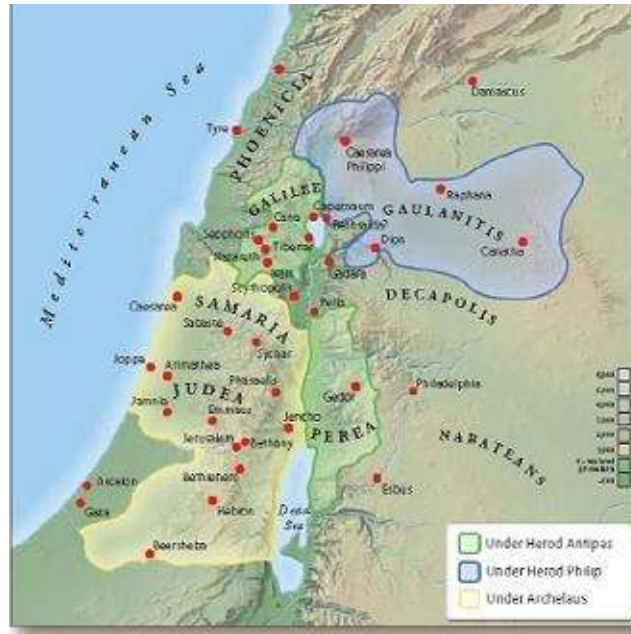 Mediterranean Sea
PHOENICIA
Damascus
Tyre
Caesarea
Philippi
GALILEE
Capernaum
Raphana
GAULANITIS
Cana
Sepphoris
Tiberias
Dion
Canatha
Nazareth
Nain
Gadara
Scythopolis
DECAPOLIS
Caesarea
SAMARIA
Pella
Sebaste
Sychar
Joppa
Arimathea
Phasaelis
Gedor
Philadelphia
JUDEA
Jamnia
Emmaus
Jericho
PEREA
NABATEANS
Jerusalem
Bethany
Bethlehem
Esbus
Ascalon
Gaza
Hebron
Dead
Sea
Beersheba
Under Herod Antipas
Under Herod Philip
Under Archelaus